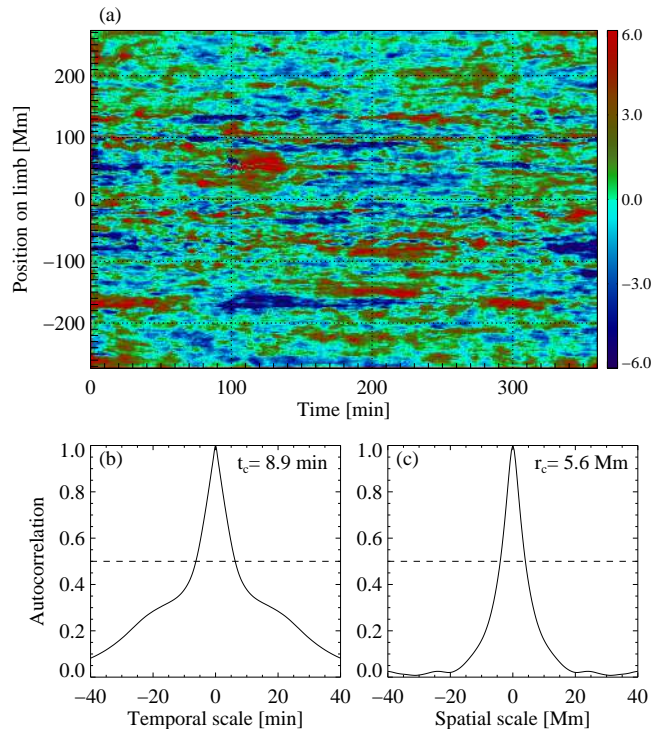 (a)
Position on limb [Mm]
200
100
0
−100
−200
0 100 200 300
Time [min]
6.0
3.0
0.0
−3.0
−6.0
(b)
t_c= 8.9 min
Autocorrelation
1.0
0.8
0.6
0.4
0.2
0.0
−40 −20 0 20 40
Temporal scale [min]
(c)
r_c= 5.6 Mm
1.0
0.8
0.6
0.4
0.2
0.0
−40 −20 0 20 40
Spatial scale [Mm]